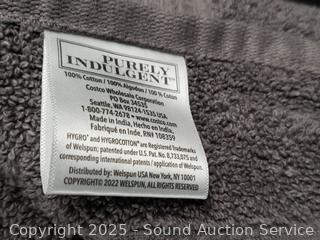 PURELY
INDULGENT™
100% Cotton / 100% Algodon / 100 % Coton
Costco Wholesale Corporation
PO Box 34535
Seattle, WA 98124-1535 USA
1-800-774-2678 • www.costco.com
Made in India, Hecho en India,
Fabriqué en Inde, RN# 108359
HYGRO® and HYGROCOTTON® are Registered Trademarks
of Welspun; patented under U.S. Pat. No. 8,733,075 and
corresponding international patents / application of Welspun.
Distributed by: Welspun USA New York, NY 10001
COPYRIGHT© 2022 WELSPUN, ALL RIGHTS RESERVED
Copyright 2025 - Sound Auction Service